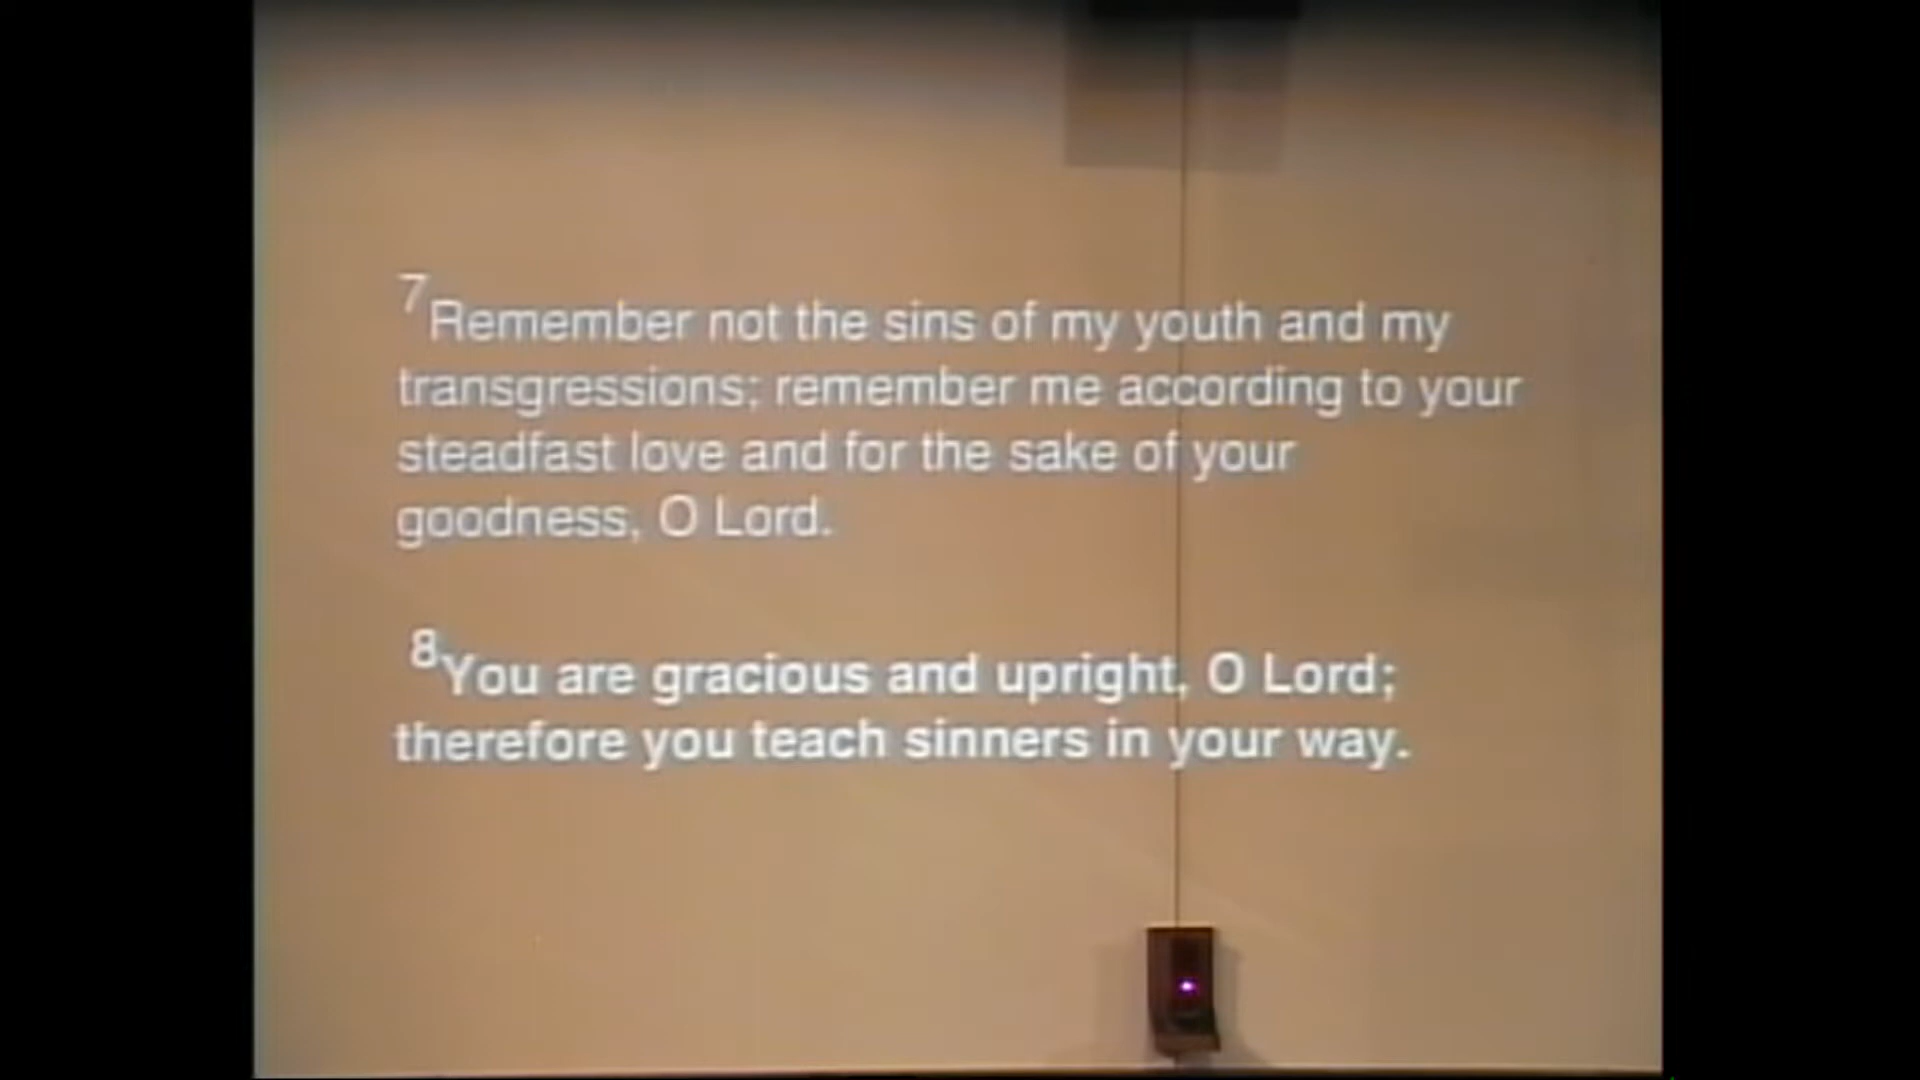 7Remember not the sins of my youth and my
transgressions; remember me according to your
steadfast love and for the sake of your
goodness, O Lord.
8You are gracious and upright, O Lord;
therefore you teach sinners in your way.